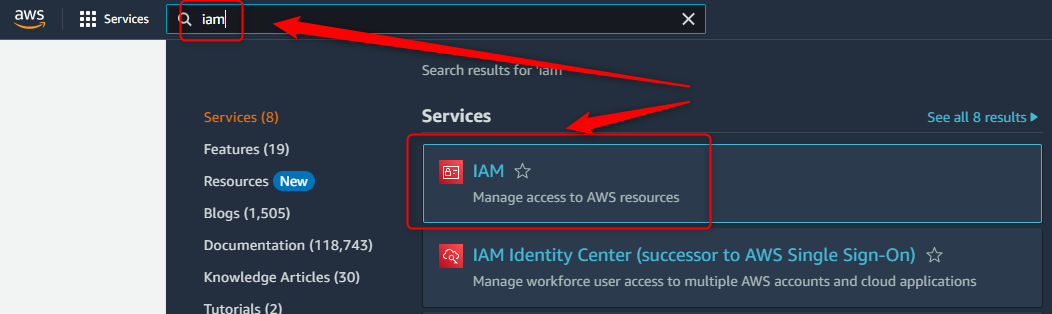 aws
Services
iam
Search results for 'iam'
Services (8)
Features (19)
Resources New
Blogs (1,505)
Documentation (118,743)
Knowledge Articles (30)
Tutorials (2)
Services
See all 8 results
IAM
Manage access to AWS resources
IAM Identity Center (successor to AWS Single Sign-On)
Manage workforce user access to multiple AWS accounts and cloud applications